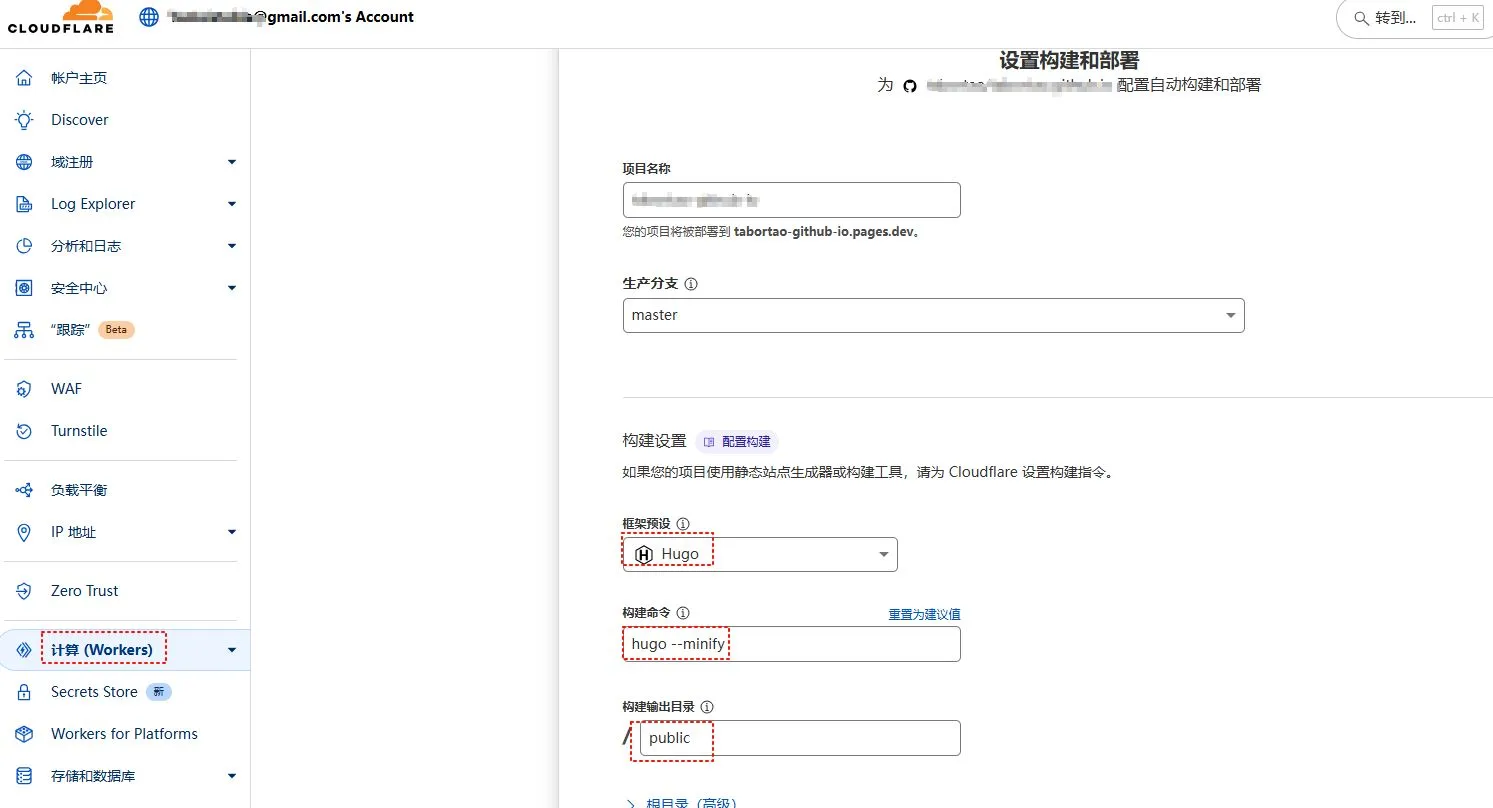 CLOUDFLARE
@gmail.com's Account
转到... ctrl + K
帐户主页
Discover
域注册
Log Explorer
分析和日志
安全中心
“跟踪” Beta
WAF
Turnstile
负载平衡
IP 地址
Zero Trust
计算 (Workers)
Secrets Store 新
Workers for Platforms
存储和数据库
设置构建和部署
为 配置自动构建和部署
项目名称
您的项目将被部署到 tabortao-github-io.pages.dev。
生产分支
master
构建设置 配置构建
如果您的项目使用静态站点生成器或构建工具，请为 Cloudflare 设置构建指令。
框架预设
Hugo
构建命令 重置为建议值
hugo --minify
构建输出目录
/ public
根目录（高级）